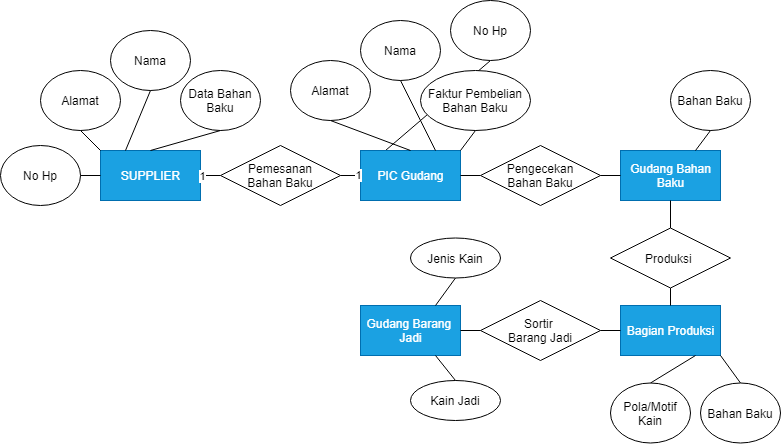 No Hp
Nama
Nama
Alamat
Data Bahan
Baku
Alamat
Faktur Pembelian
Bahan Baku
Bahan Baku
No Hp
SUPPLIER
1
Pemesanan
Bahan Baku
1
PIC Gudang
Pengecekan
Bahan Baku
Gudang Bahan
Baku
Jenis Kain
Produksi
Gudang Barang
Jadi
Sortir
Barang Jadi
Bagian Produksi
Kain Jadi
Pola/Motif
Kain
Bahan Baku